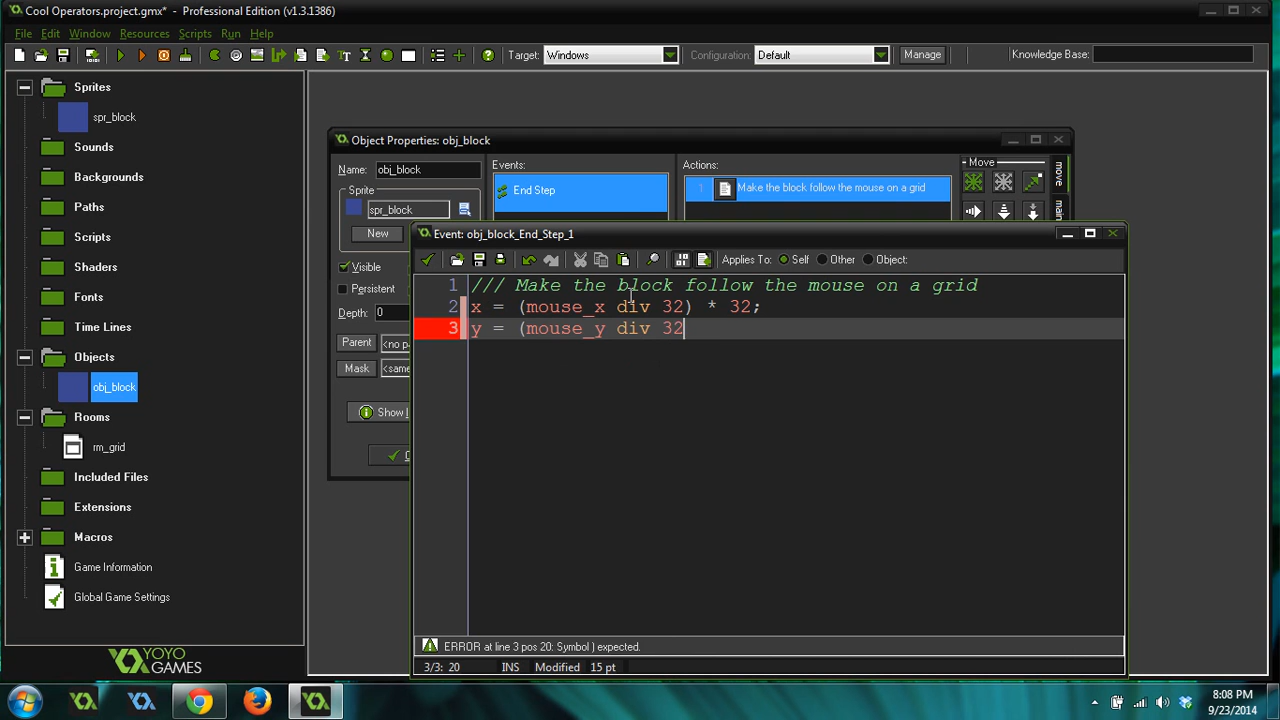 Cool Operators.project.gmx* - Professional Edition (v1.3.1386)
File Edit Window Resources Scripts Run Help
Target: Windows Configuration: Default Manage Knowledge Base:
Sprites
spr_block
Sounds
Backgrounds
Paths
Scripts
Shaders
Fonts
Time Lines
Objects
obj_block
Rooms
rm_grid
Included Files
Extensions
Macros
Game Information
Global Game Settings
YOYO
GAMES
Object Properties: obj_block
Name: obj_block
Sprite
spr_block
New
Visible
Persistent
Depth: 0
Parent <no p
Mask <same
Show I
Events:
End Step
Actions:
1 Make the block follow the mouse on a grid
Move
move
Event: obj_block_End_Step_1
Applies To: Self Other Object:
1 /// Make the block follow the mouse on a grid
2 x = (mouse_x div 32) * 32;
3 y = (mouse_y div 32
ERROR at line 3 pos 20: Symbol ) expected.
3/3: 20 INS Modified 15 pt
8:08 PM
9/23/2014